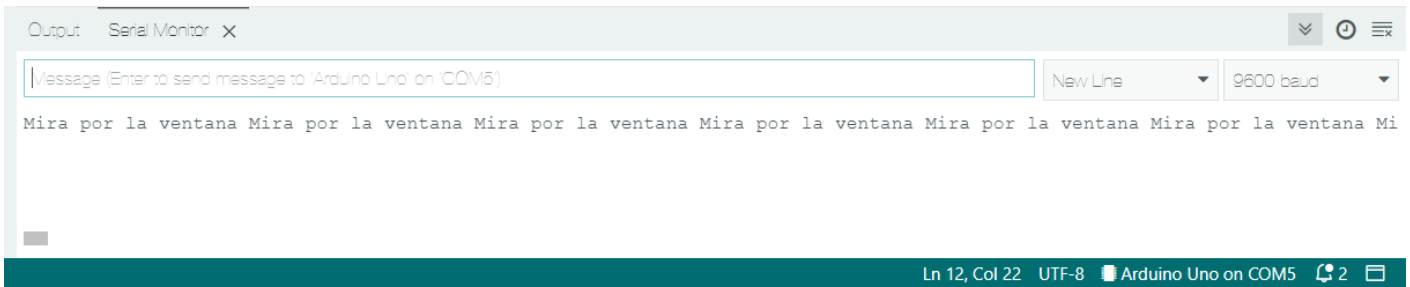 Output Serial Monitor X
Message (Enter to send message to 'Arduino Uno' on 'COM5')
New Line 9600 baud
Mira por la ventana Mira por la ventana Mira por la ventana Mira por la ventana Mira por la ventana Mira por la ventana Mi
Ln 12, Col 22 UTF-8 Arduino Uno on COM5 2